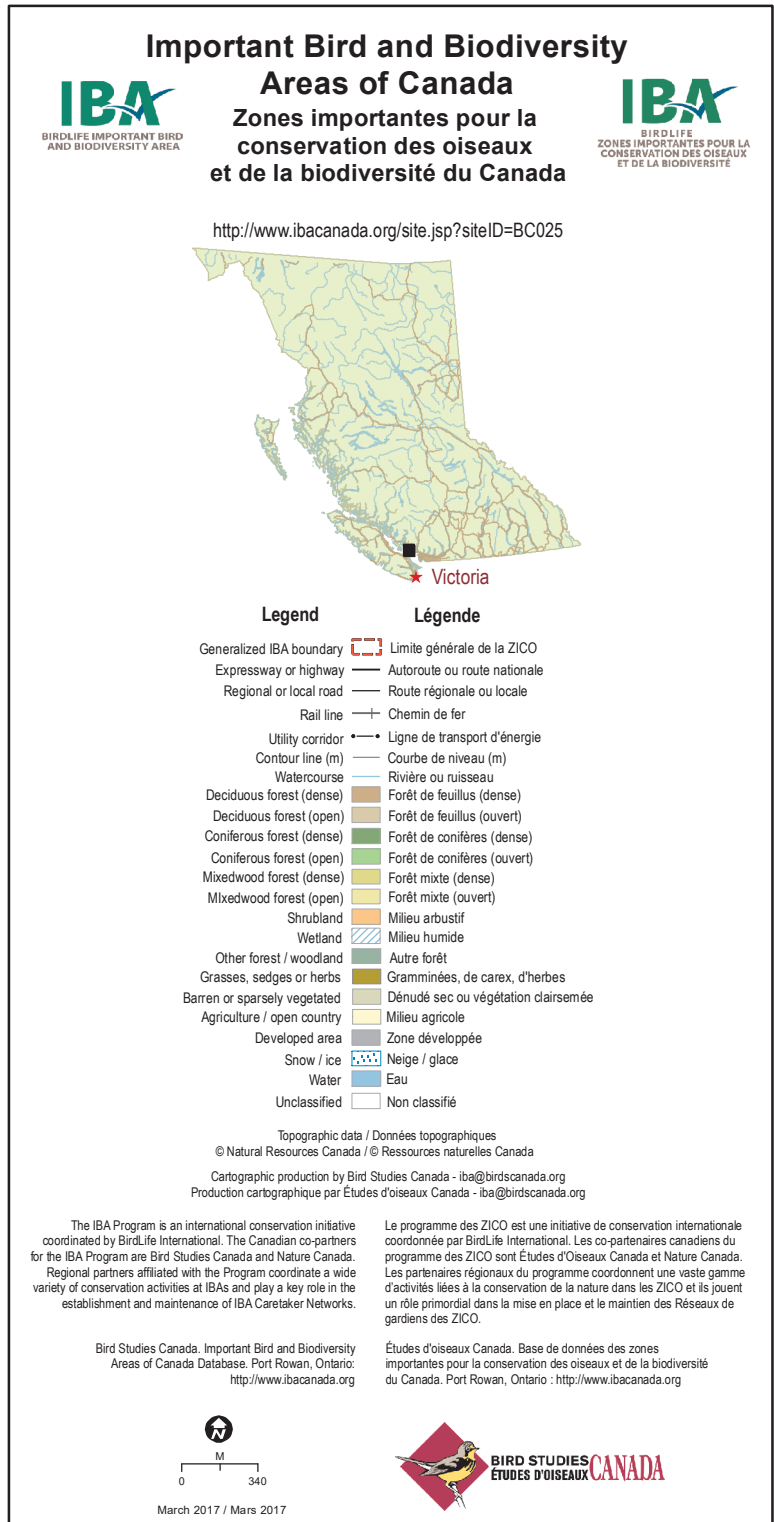 Important Bird and Biodiversity
Areas of Canada
Zones importantes pour la
conservation des oiseaux
et de la biodiversité du Canada
IBA
BIRDLIFE IMPORTANT BIRD
AND BIODIVERSITY AREA
IBA
BIRDLIFE
ZONES IMPORTANTES POUR LA
CONSERVATION DES OISEAUX
ET DE LA BIODIVERSITÉ
http://www.ibacanada.org/site.jsp?siteID=BC025
Victoria
Legend Légende
Generalized IBA boundary Limite générale de la ZICO
Expressway or highway Autoroute ou route nationale
Regional or local road Route régionale ou locale
Rail line Chemin de fer
Utility corridor Ligne de transport d'énergie
Contour line (m) Courbe de niveau (m)
Watercourse Rivière ou ruisseau
Deciduous forest (dense) Forêt de feuillus (dense)
Deciduous forest (open) Forêt de feuillus (ouvert)
Coniferous forest (dense) Forêt de conifères (dense)
Coniferous forest (open) Forêt de conifères (ouvert)
Mixedwood forest (dense) Forêt mixte (dense)
MIxedwood forest (open) Forêt mixte (ouvert)
Shrubland Milieu arbustif
Wetland Milieu humide
Other forest / woodland Autre forêt
Grasses, sedges or herbs Gramminées, de carex, d'herbes
Barren or sparsely vegetated Dénudé sec ou végétation clairsemée
Agriculture / open country Milieu agricole
Developed area Zone développée
Snow / ice Neige / glace
Water Eau
Unclassified Non classifié
Topographic data / Données topographiques
© Natural Resources Canada / © Ressources naturelles Canada
Cartographic production by Bird Studies Canada - iba@birdscanada.org
Production cartographique par Études d'oiseaux Canada - iba@birdscanada.org
The IBA Program is an international conservation initiative
coordinated by BirdLife International. The Canadian co-partners
for the IBA Program are Bird Studies Canada and Nature Canada.
Regional partners affiliated with the Program coordinate a wide
variety of conservation activities at IBAs and play a key role in the
establishment and maintenance of IBA Caretaker Networks.
Le programme des ZICO est une initiative de conservation internationale
coordonnée par BirdLife International. Les co-partenaires canadiens du
programme des ZICO sont Études d'Oiseaux Canada et Nature Canada.
Les partenaires régionaux du programme coordonnent une vaste gamme
d'activités liées à la conservation de la nature dans les ZICO et ils jouent
un rôle primordial dans la mise en place et le maintien des Réseaux de
gardiens des ZICO.
Bird Studies Canada. Important Bird and Biodiversity
Areas of Canada Database. Port Rowan, Ontario:
http://www.ibacanada.org
Études d'oiseaux Canada. Base de données des zones
importantes pour la conservation des oiseaux et de la biodiversité
du Canada. Port Rowan, Ontario : http://www.ibacanada.org
N
M
0 340
March 2017 / Mars 2017
BIRD STUDIES
ÉTUDES D'OISEAUX CANADA